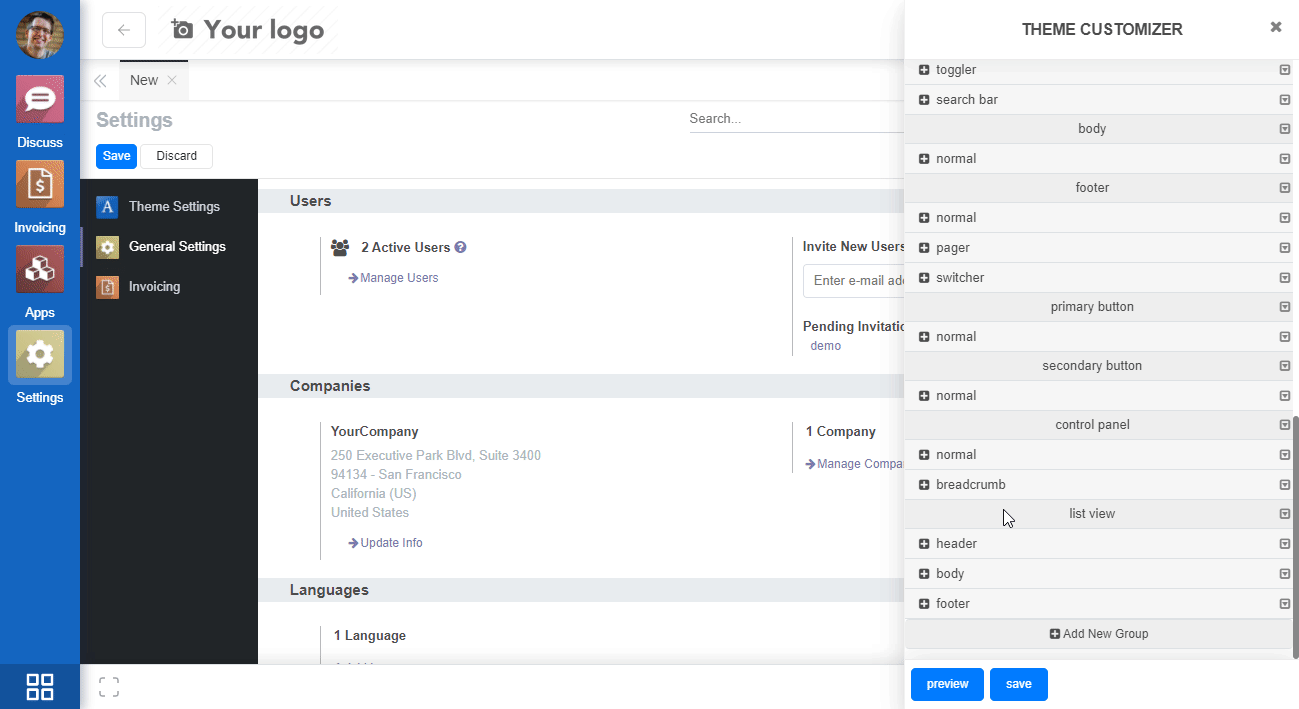 Discuss
Invoicing
Apps
Settings
Your logo
New
Settings
Search...
Save
Discard
Theme Settings
General Settings
Invoicing
Users
2 Active Users
Manage Users
Invite New Users
Enter e-mail
Pending
demo
Companies
YourCompany
250 Executive Park Blvd, Suite 3400
94134 - San Francisco
California (US)
United States
Update Info
1 Company
Manage
Languages
1 Language
THEME CUSTOMIZER
toggler
search bar
body
normal
footer
normal
pager
switcher
primary button
normal
secondary button
normal
control panel
normal
breadcrumb
list view
header
body
footer
Add New Group
preview
save